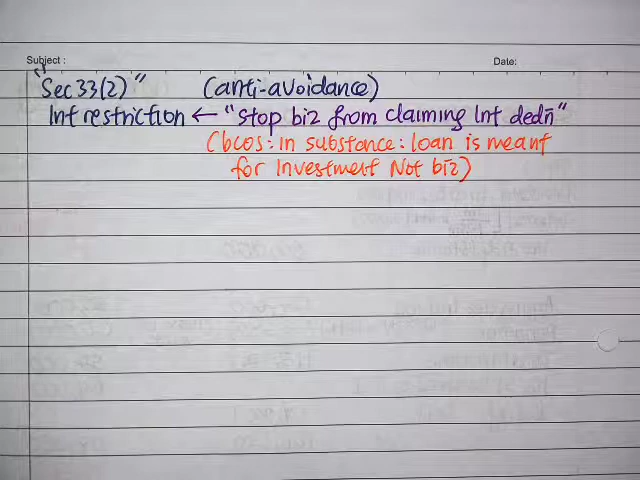 Subject :
Date:
"Sec 33(2)" (anti-avoidance)
Int restriction ← "stop biz from claiming Int dedn̄"
(bcos: in substance: loan is meant
for Investment Not biz)